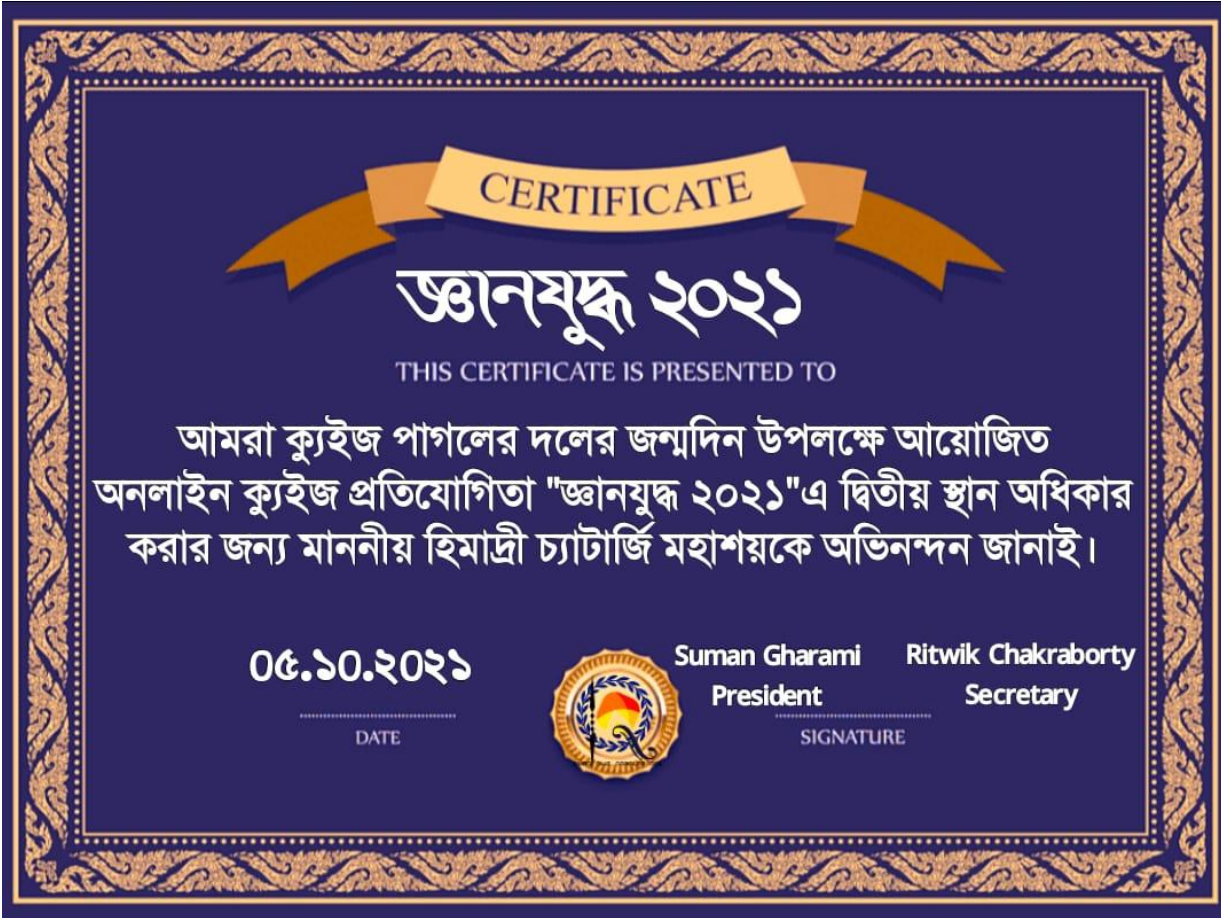 CERTIFICATE
জ্ঞানযুদ্ধ ২০২১
THIS CERTIFICATE IS PRESENTED TO
আমরা ক্যুইজ পাগলের দলের জন্মদিন উপলক্ষে আয়োজিত
অনলাইন ক্যুইজ প্রতিযোগিতা "জ্ঞানযুদ্ধ ২০২১"এ দ্বিতীয় স্থান অধিকার
করার জন্য মাননীয় হিমাদ্রী চ্যাটার্জি মহাশয়কে অভিনন্দন জানাই।
০৫.১০.২০২১
DATE
Suman Gharami
President
Ritwik Chakraborty
Secretary
SIGNATURE